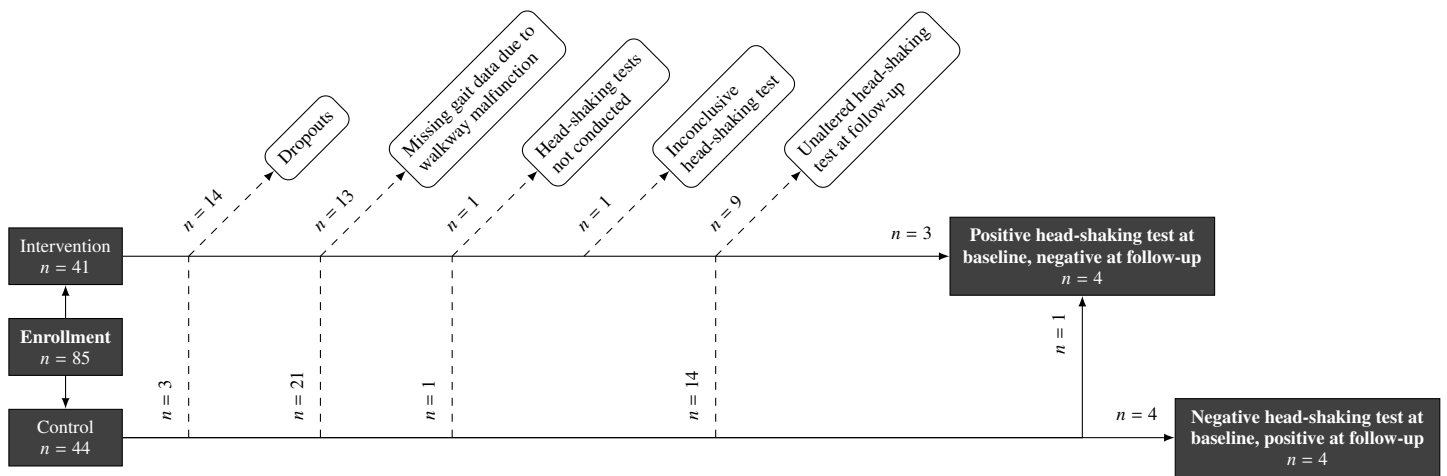 Dropouts
Missing gait data due to
walkway malfunction
Head-shaking tests
not conducted
Inconclusive
head-shaking test
Unaltered head-shaking
test at follow-up
n = 14
n = 13
n = 1
n = 1
n = 9
Intervention
n = 41
n = 3
Positive head-shaking test at
baseline, negative at follow-up
n = 4
Enrollment
n = 85
n = 1
n = 3
n = 21
n = 1
n = 14
Control
n = 44
n = 4
Negative head-shaking test at
baseline, positive at follow-up
n = 4